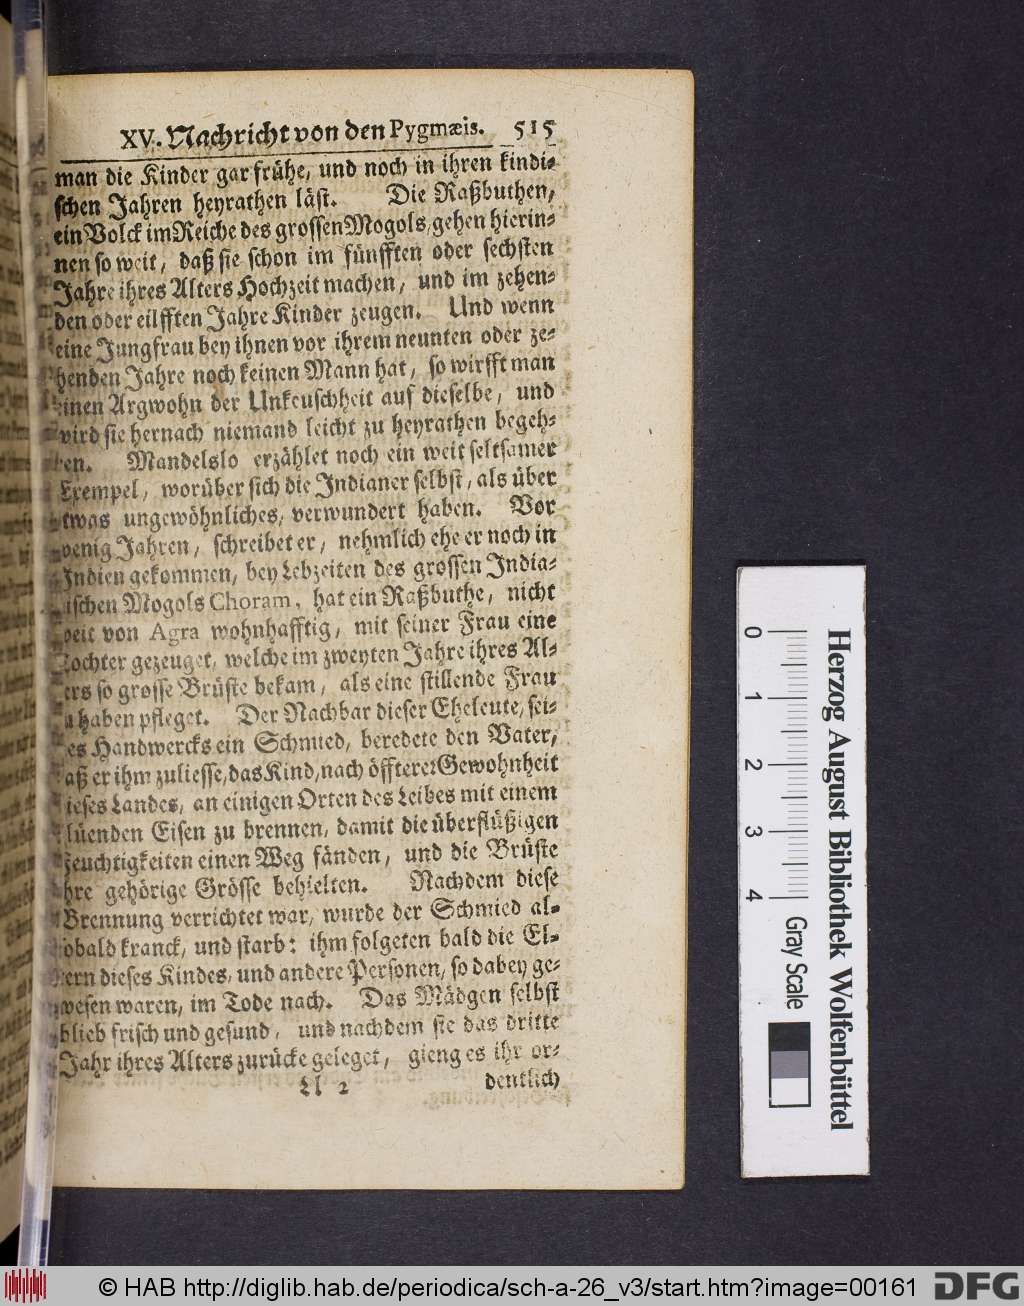 XV. Nachricht von den Pygmæis. 515
man die Kinder gar frühe, und noch in ihren kindi-
schen Jahren heyrathen läst. Die Raßbuthen,
ein Volck im Reiche des grossen Mogols, gehen hierin-
nen so weit, daß sie schon im fünfften oder sechsten
Jahre ihres Alters Hochzeit machen, und im zehen-
den oder eilfften Jahre Kinder zeugen. Und wenn
eine Jungfrau bey ihnen vor ihrem neunten oder ze-
henden Jahre noch keinen Mann hat, so wirfft man
einen Argwohn der Unkeuschheit auf dieselbe, und
wird sie hernach niemand leicht zu heyrathen begeh-
ren. Mandelslo erzählet noch ein weit seltsamer
Exempel, worüber sich die Indianer selbst, als über
etwas ungewöhnliches, verwundert haben. Vor
wenig Jahren, schreibet er, nehmlich ehe er noch in
Indien gekommen, bey Lebzeiten des grossen India-
nischen Mogols Choram, hat ein Raßbuthe, nicht
weit von Agra wohnhafftig, mit seiner Frau eine
Tochter gezeuget, welche im zweyten Jahre ihres Al-
ters so grosse Brüste bekam, als eine stillende Frau
zu haben pfleget. Der Nachbar dieser Eheleute, sei-
nes Handwercks ein Schmied, beredete den Vater,
daß er ihm zuliesse, das Kind, nach öffterer Gewohnheit
dieses Landes, an einigen Orten des Leibes mit einem
glüenden Eisen zu brennen, damit die überflüßigen
Feuchtigkeiten einen Weg fänden, und die Brüste
ihre gehörige Grösse behielten. Nachdem diese
Brennung verrichtet war, wurde der Schmied al-
sobald kranck, und starb: ihm folgeten bald die El-
tern dieses Kindes, und andere Personen, so dabey ge-
wesen waren, im Tode nach. Das Mädgen selbst
blieb frisch und gesund, und nachdem sie das dritte
Jahr ihres Alters zurücke geleget, gieng es ihr or-
Ll 2 dentlich
0 1 2 3 4 Gray Scale
Herzog August Bibliothek Wolfenbüttel
© HAB http://diglib.hab.de/periodica/sch-a-26_v3/start.htm?image=00161 DFG